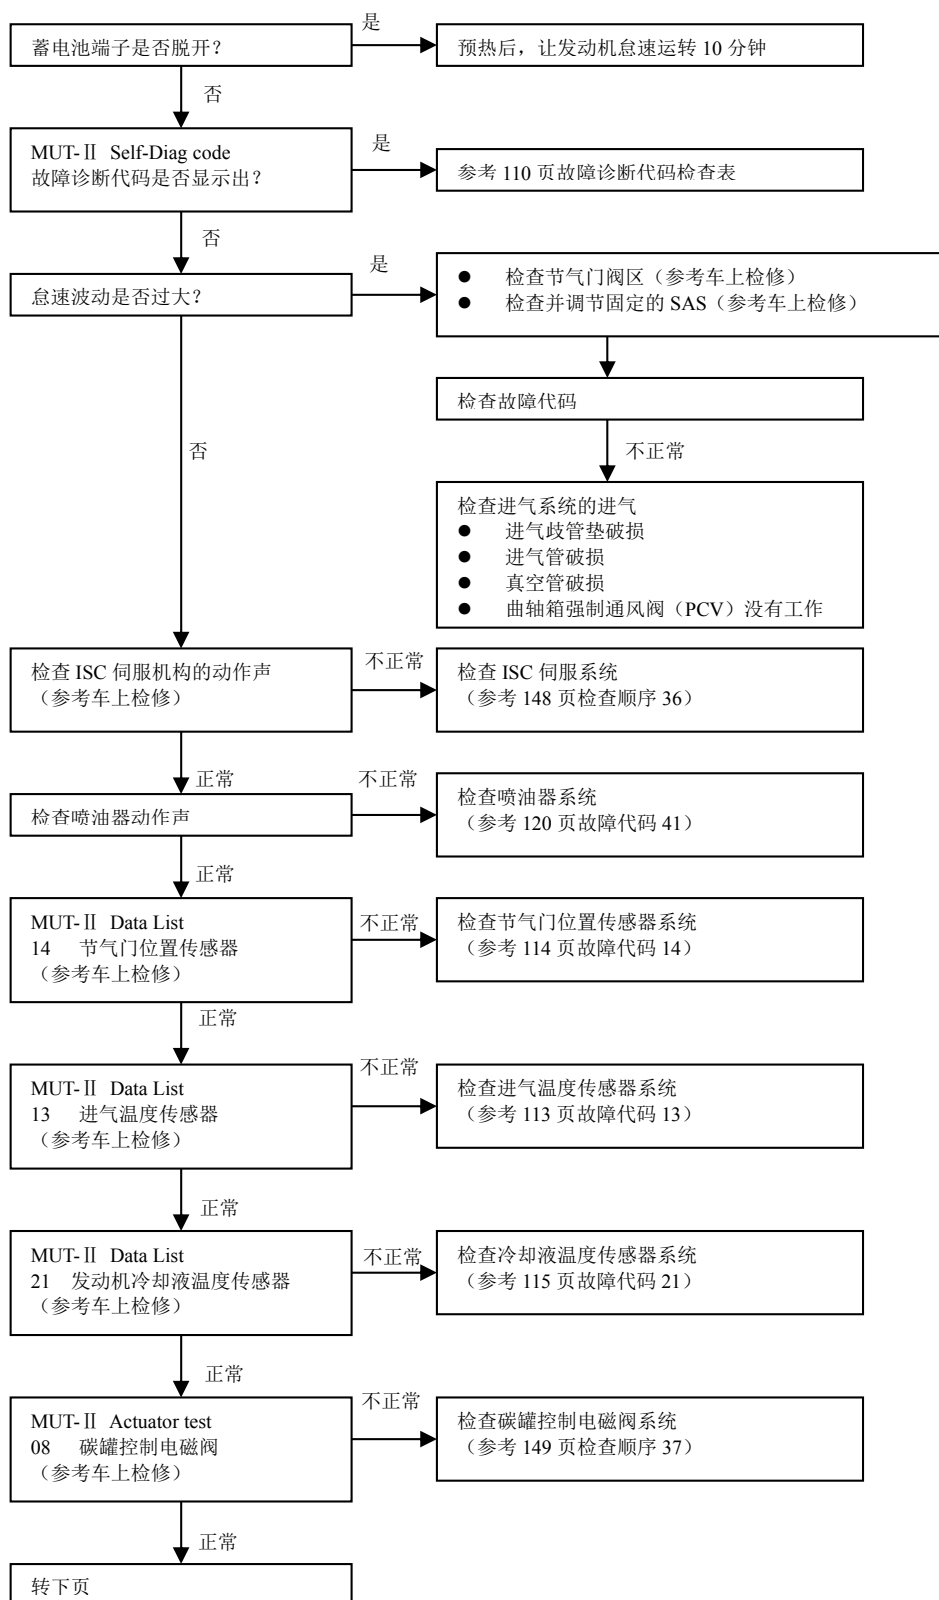 是
蓄电池端子是否脱开？
预热后，让发动机怠速运转 10 分钟
否
MUT-Ⅱ Self-Diag code
故障诊断代码是否显示出？
是
参考 110 页故障诊断代码检查表
否
怠速波动是否过大？
是
● 检查节气门阀区（参考车上检修）
● 检查并调节固定的 SAS（参考车上检修）
检查故障代码
否
不正常
检查进气系统的进气
● 进气歧管垫破损
● 进气管破损
● 真空管破损
● 曲轴箱强制通风阀（PCV）没有工作
检查 ISC 伺服机构的动作声
（参考车上检修）
不正常
检查 ISC 伺服系统
（参考 148 页检查顺序 36）
正常
检查喷油器动作声
不正常
检查喷油器系统
（参考 120 页故障代码 41）
正常
MUT-Ⅱ Data List
14 节气门位置传感器
（参考车上检修）
不正常
检查节气门位置传感器系统
（参考 114 页故障代码 14）
正常
MUT-Ⅱ Data List
13 进气温度传感器
（参考车上检修）
不正常
检查进气温度传感器系统
（参考 113 页故障代码 13）
正常
MUT-Ⅱ Data List
21 发动机冷却液温度传感器
（参考车上检修）
不正常
检查冷却液温度传感器系统
（参考 115 页故障代码 21）
正常
MUT-Ⅱ Actuator test
08 碳罐控制电磁阀
（参考车上检修）
不正常
检查碳罐控制电磁阀系统
（参考 149 页检查顺序 37）
正常
转下页